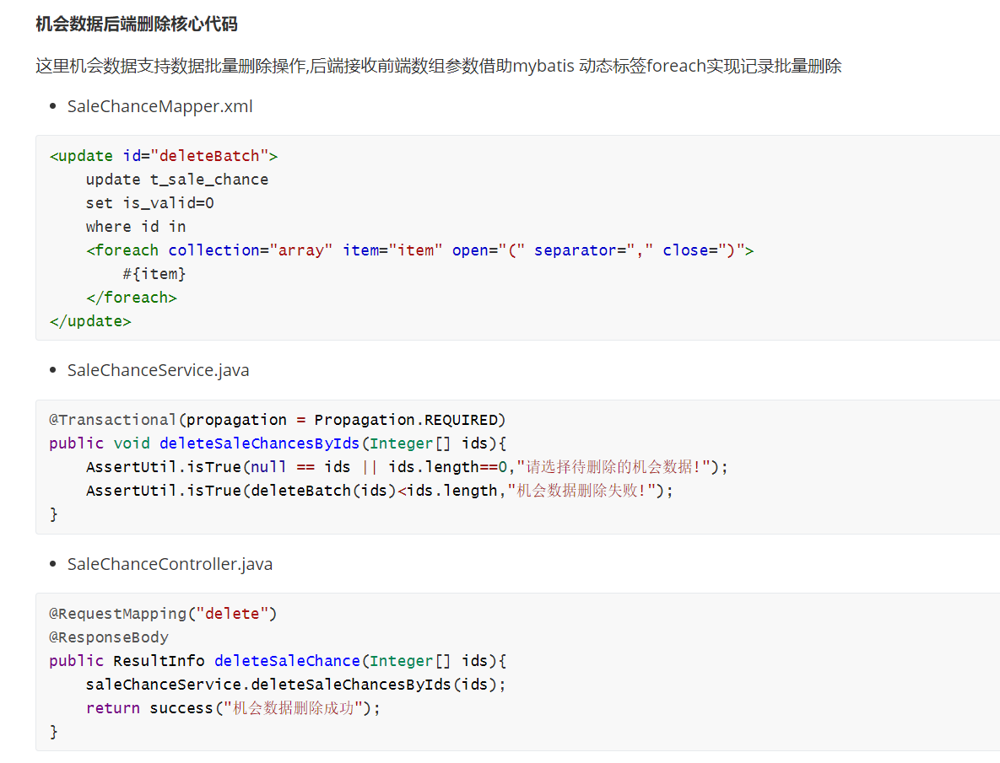 机会数据后端删除核心代码
这里机会数据支持数据批量删除操作,后端接收前端数组参数借助mybatis 动态标签foreach实现记录批量删除
• SaleChanceMapper.xml
<update id="deleteBatch">
    update t_sale_chance
    set is_valid=0
    where id in
    <foreach collection="array" item="item" open="(" separator="," close=")">
        #{item}
    </foreach>
</update>
• SaleChanceService.java
@Transactional(propagation = Propagation.REQUIRED)
public void deleteSaleChancesByIds(Integer[] ids){
    AssertUtil.isTrue(null == ids || ids.length==0,"请选择待删除的机会数据!");
    AssertUtil.isTrue(deleteBatch(ids)<ids.length,"机会数据删除失败!");
}
• SaleChanceController.java
@RequestMapping("delete")
@ResponseBody
public ResultInfo deleteSaleChance(Integer[] ids){
    saleChanceService.deleteSaleChancesByIds(ids);
    return success("机会数据删除成功");
}